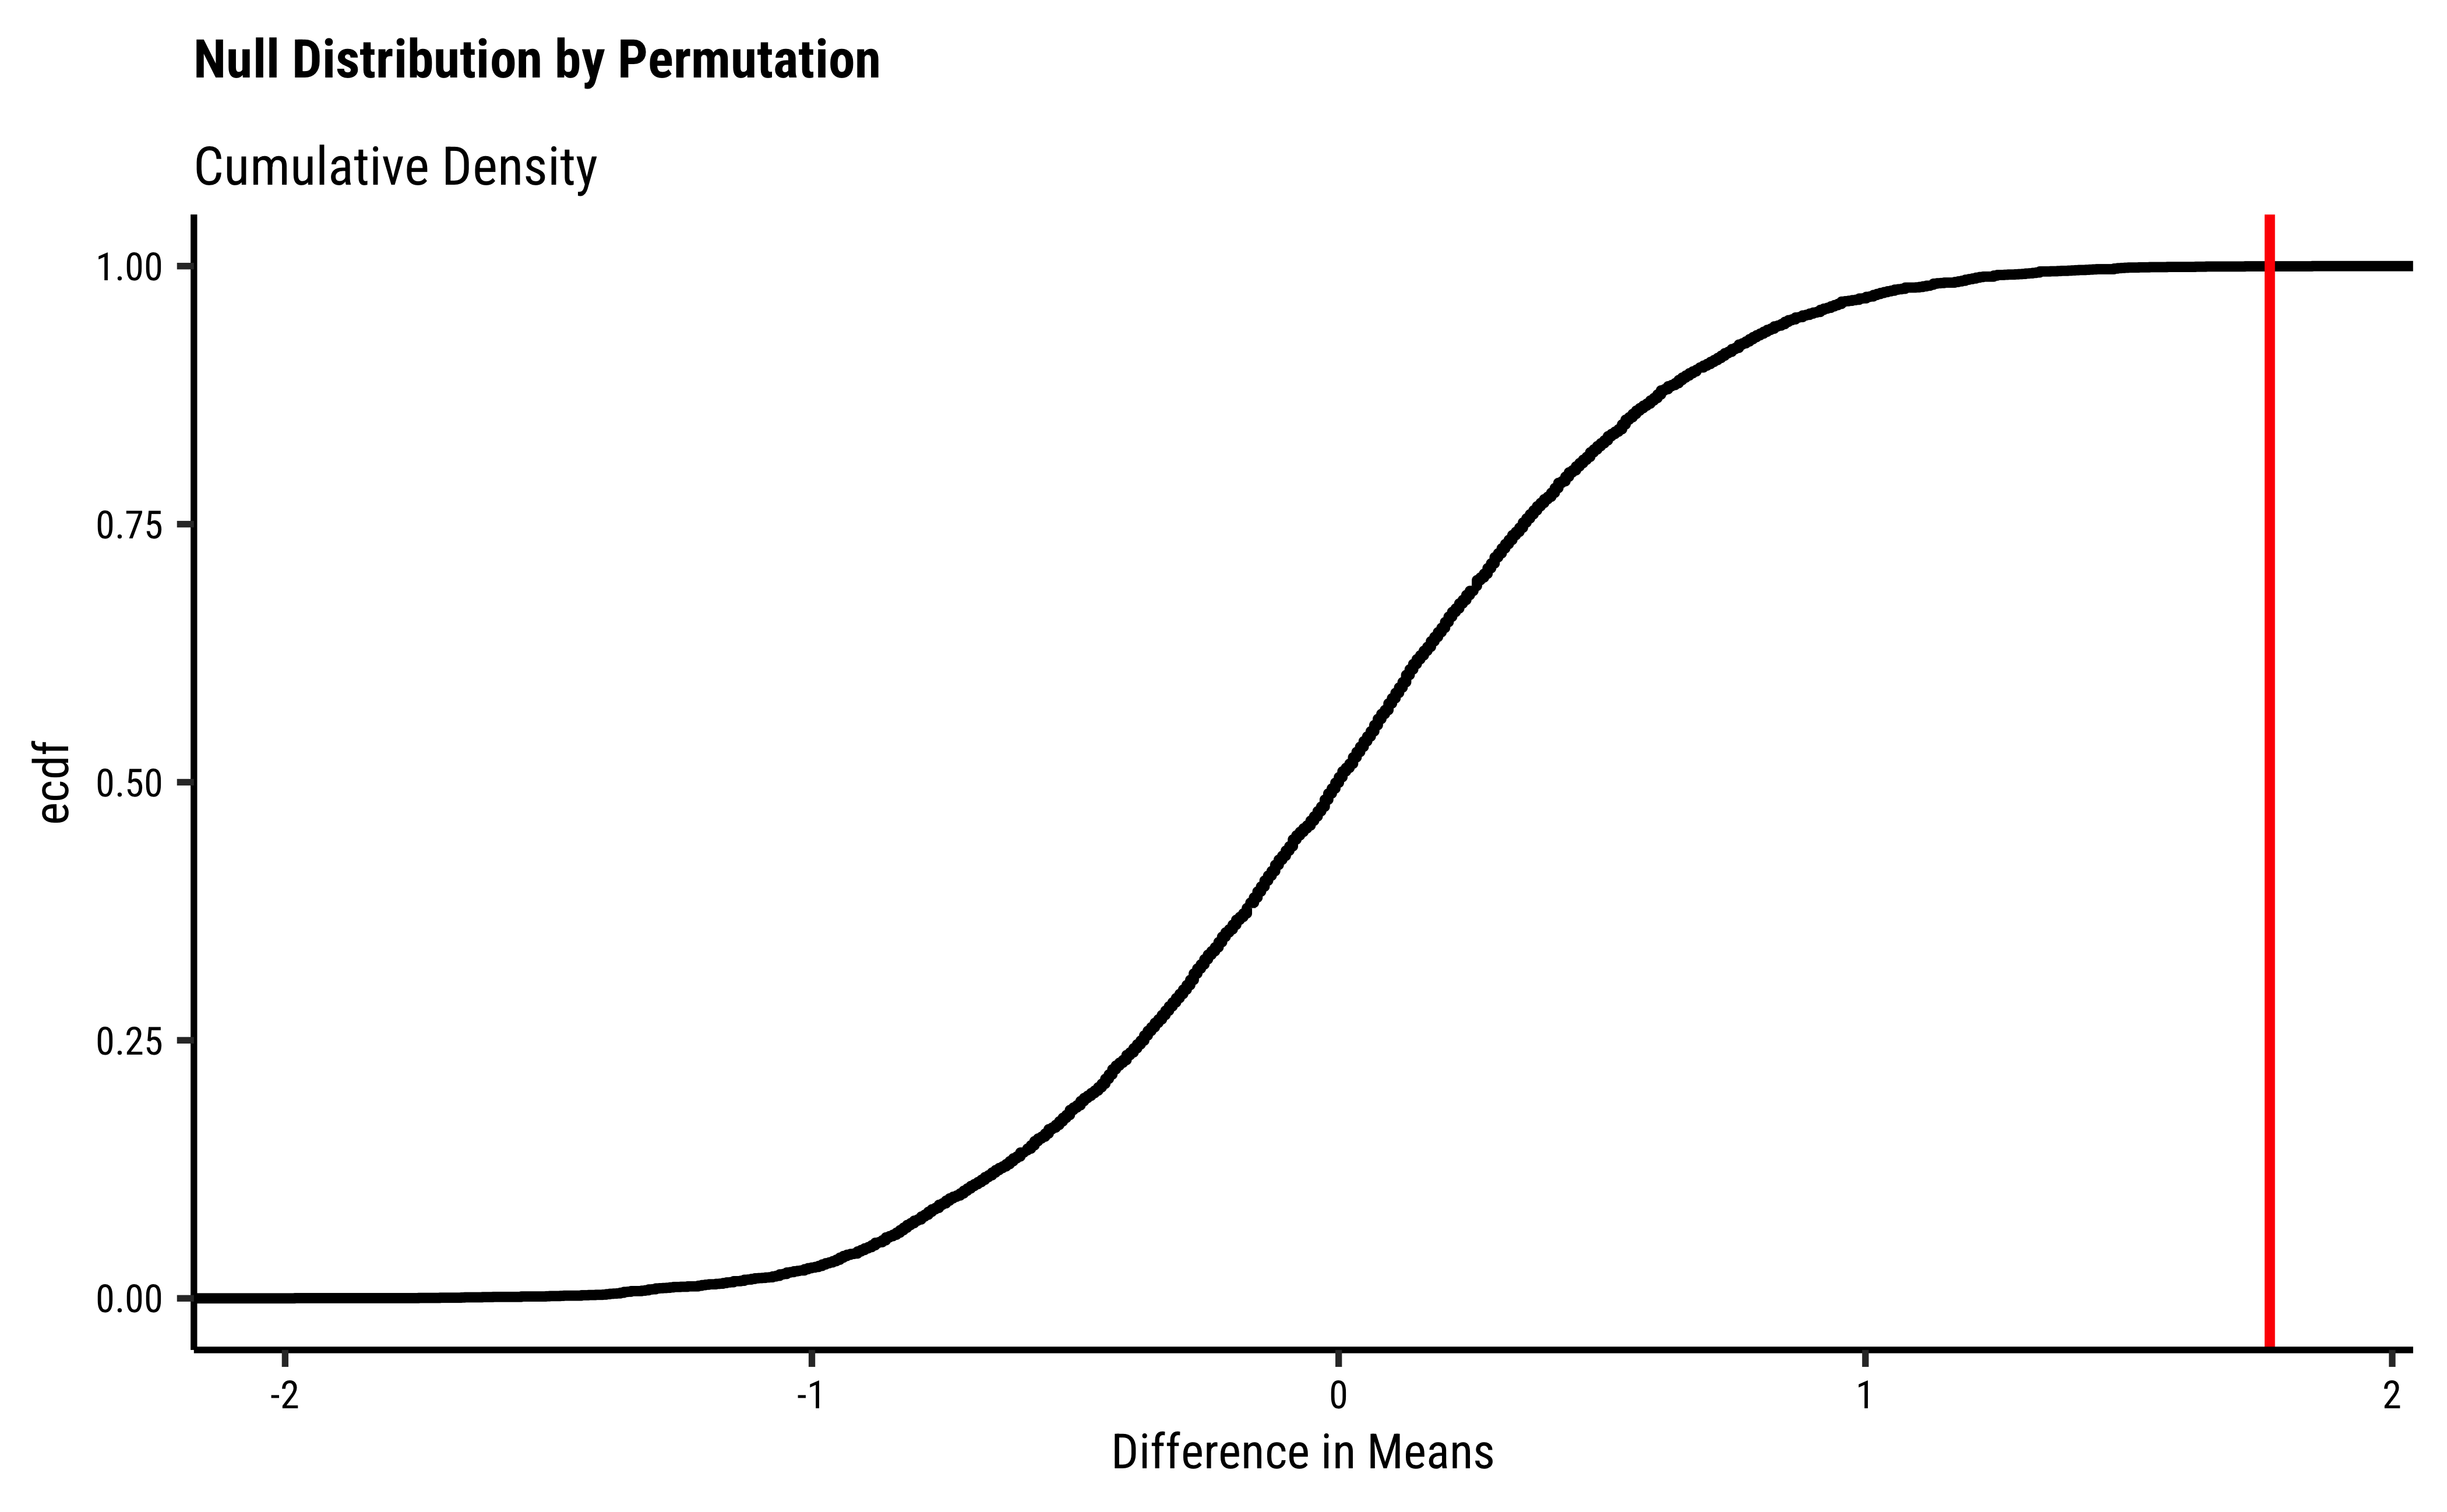 Null Distribution by Permutation
Cumulative Density
1.00
0.75
0.50
0.25
0.00
ecdf
-2
-1
0
1
2
Difference in Means